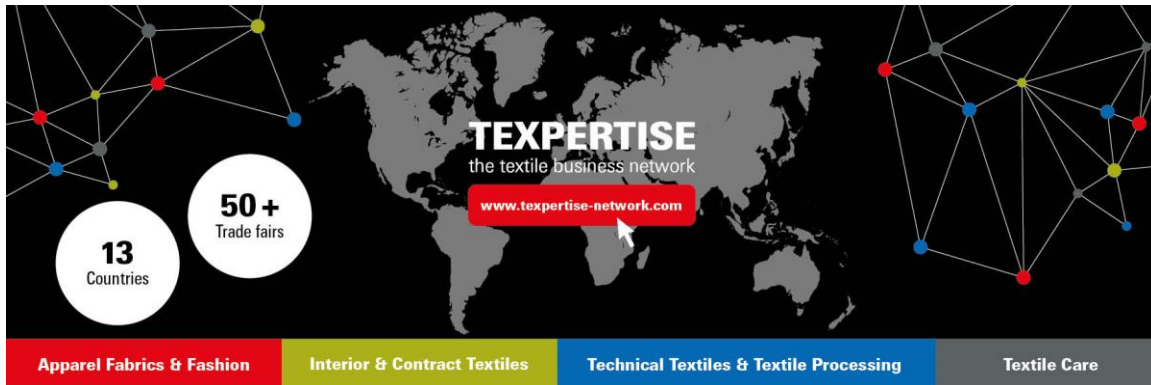 TEXPERTISE
the textile business network
www.texpertise-network.com
50 +
Trade fairs
13
Countries
Apparel Fabrics & Fashion
Interior & Contract Textiles
Technical Textiles & Textile Processing
Textile Care